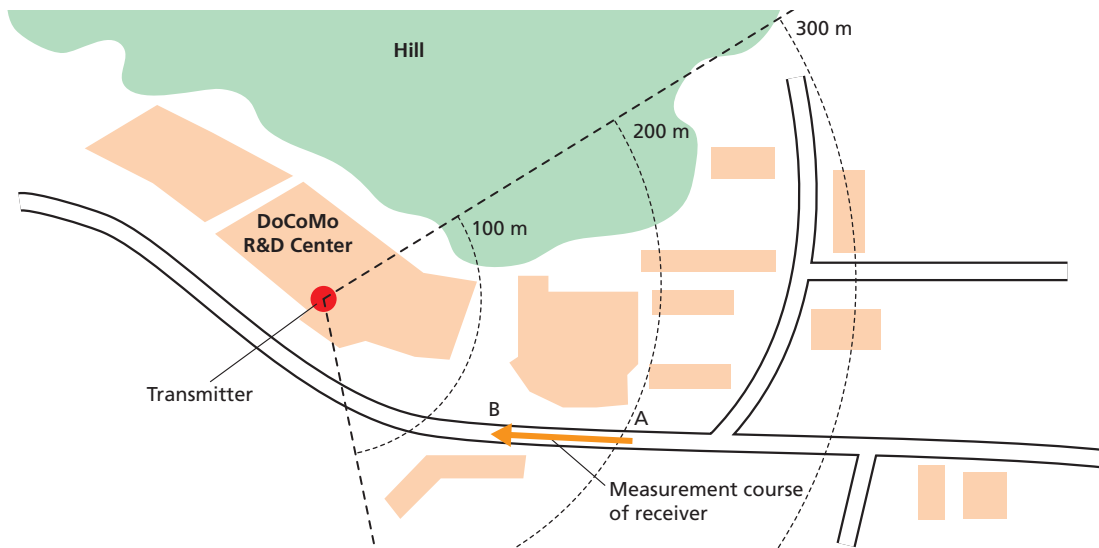 300 m
Hill
200 m
DoCoMo
R&D Center
100 m
Transmitter
B
A
Measurement course
of receiver